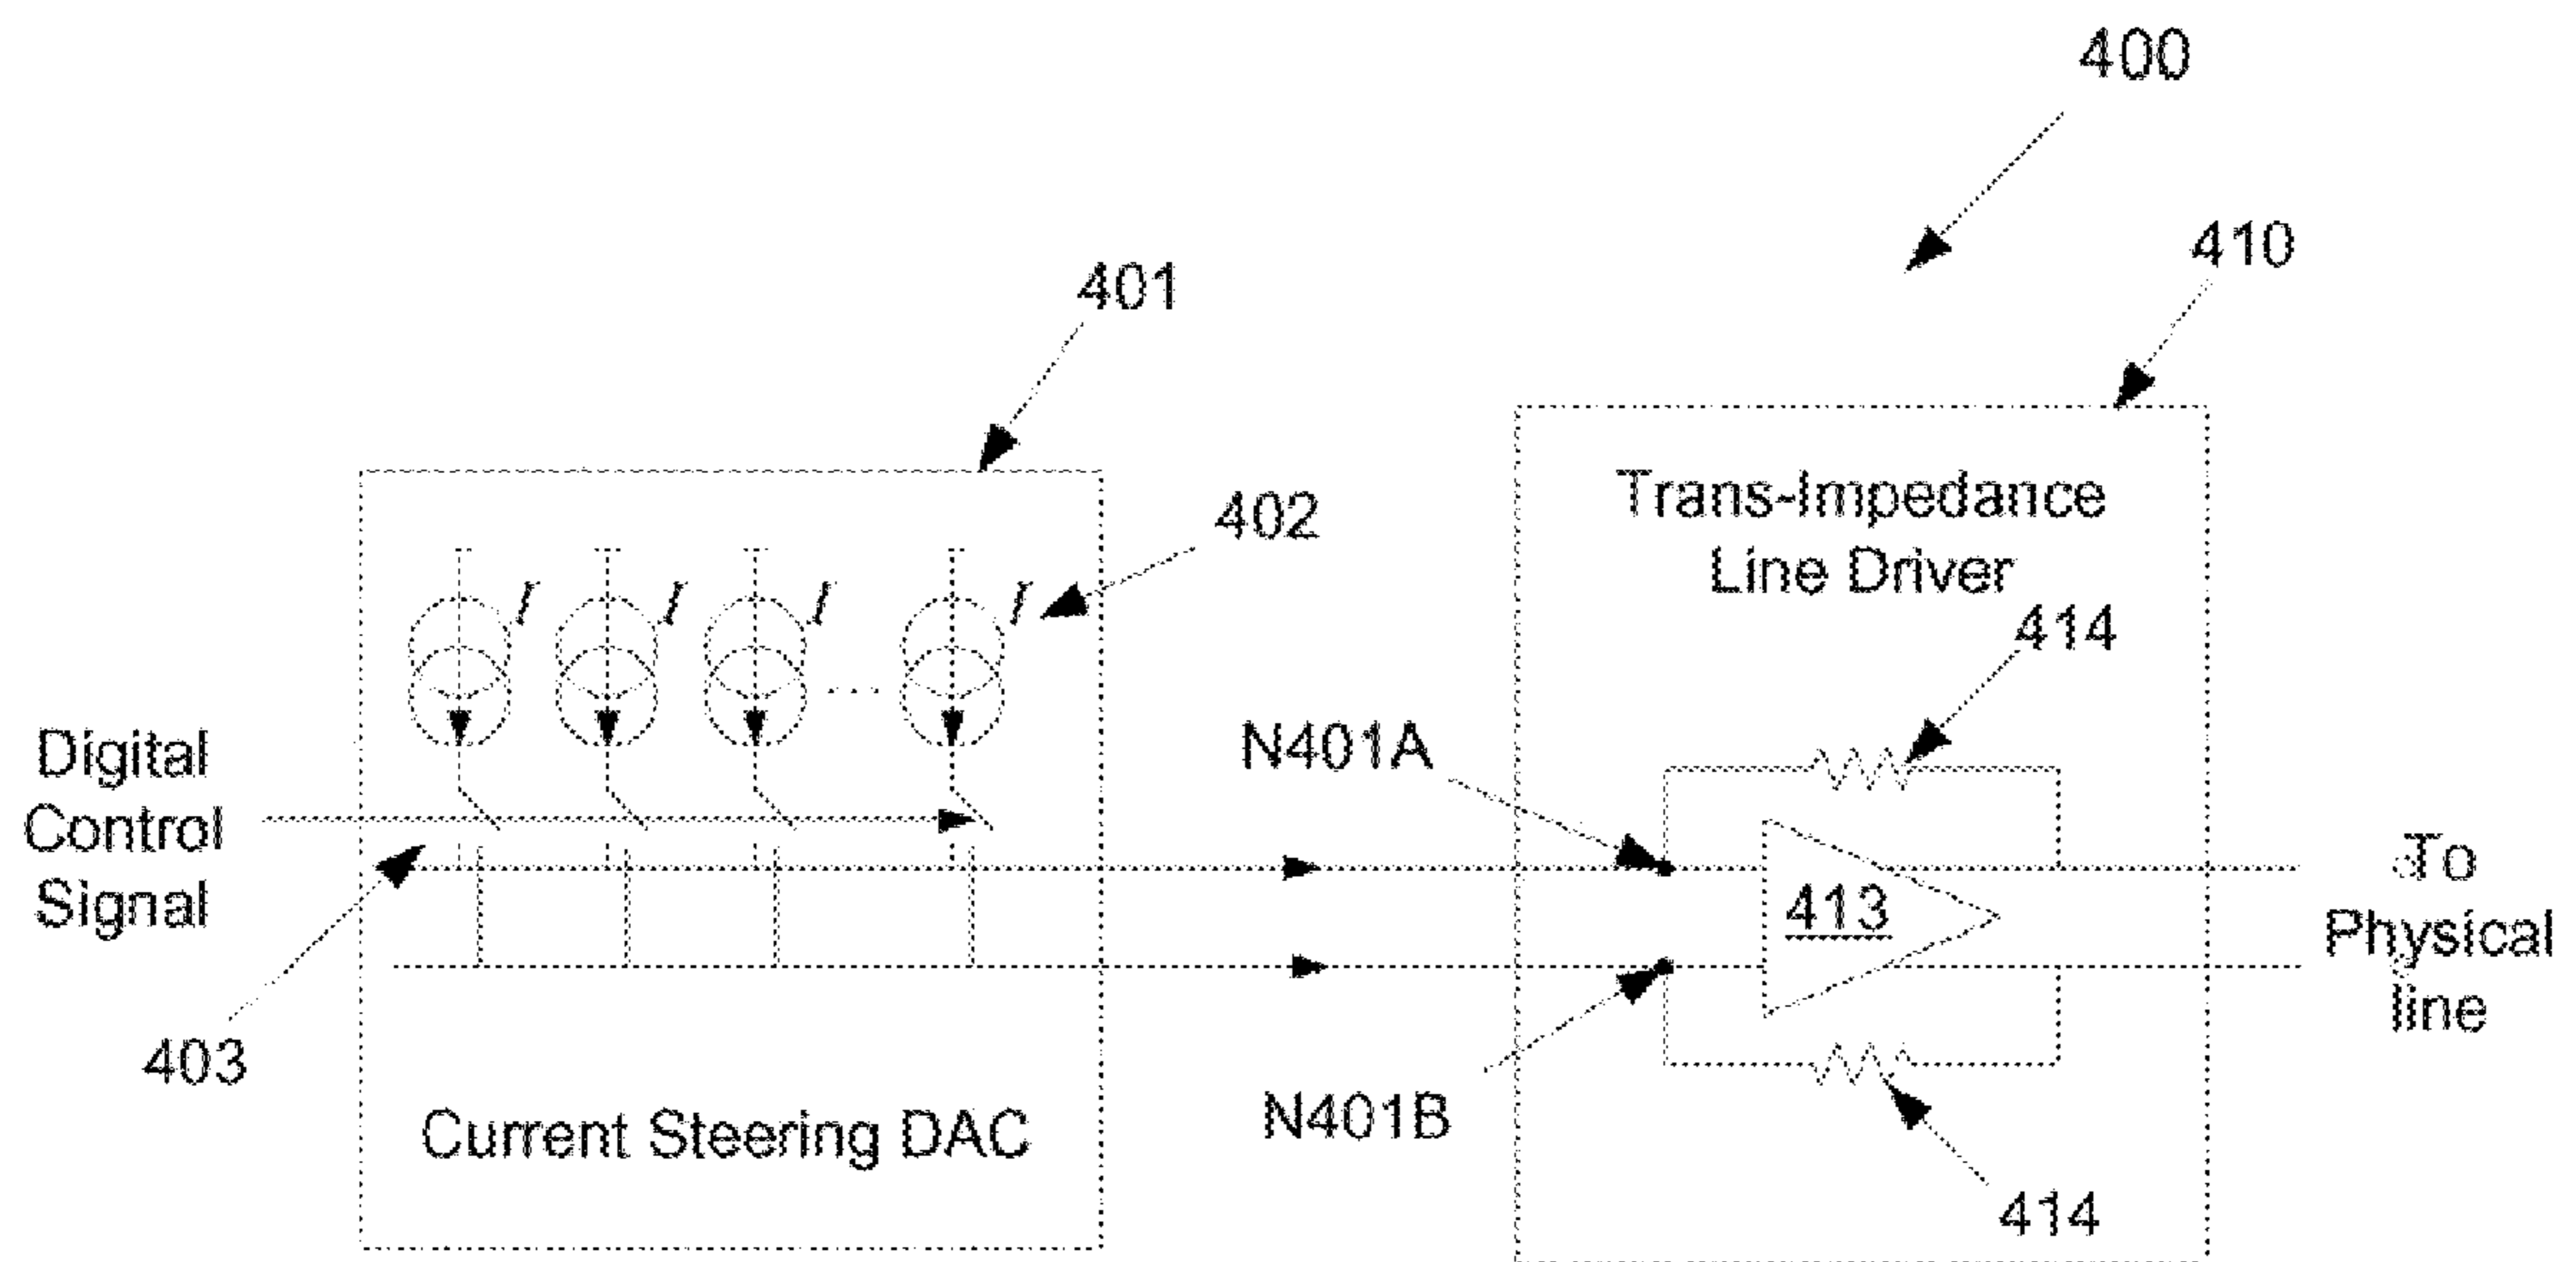 400
410
401
402
I I I I
Trans-Impedance
Line Driver
414
N401A
Digital
Control
Signal
413
To
Physical
line
403
N401B
Current Steering DAC
414